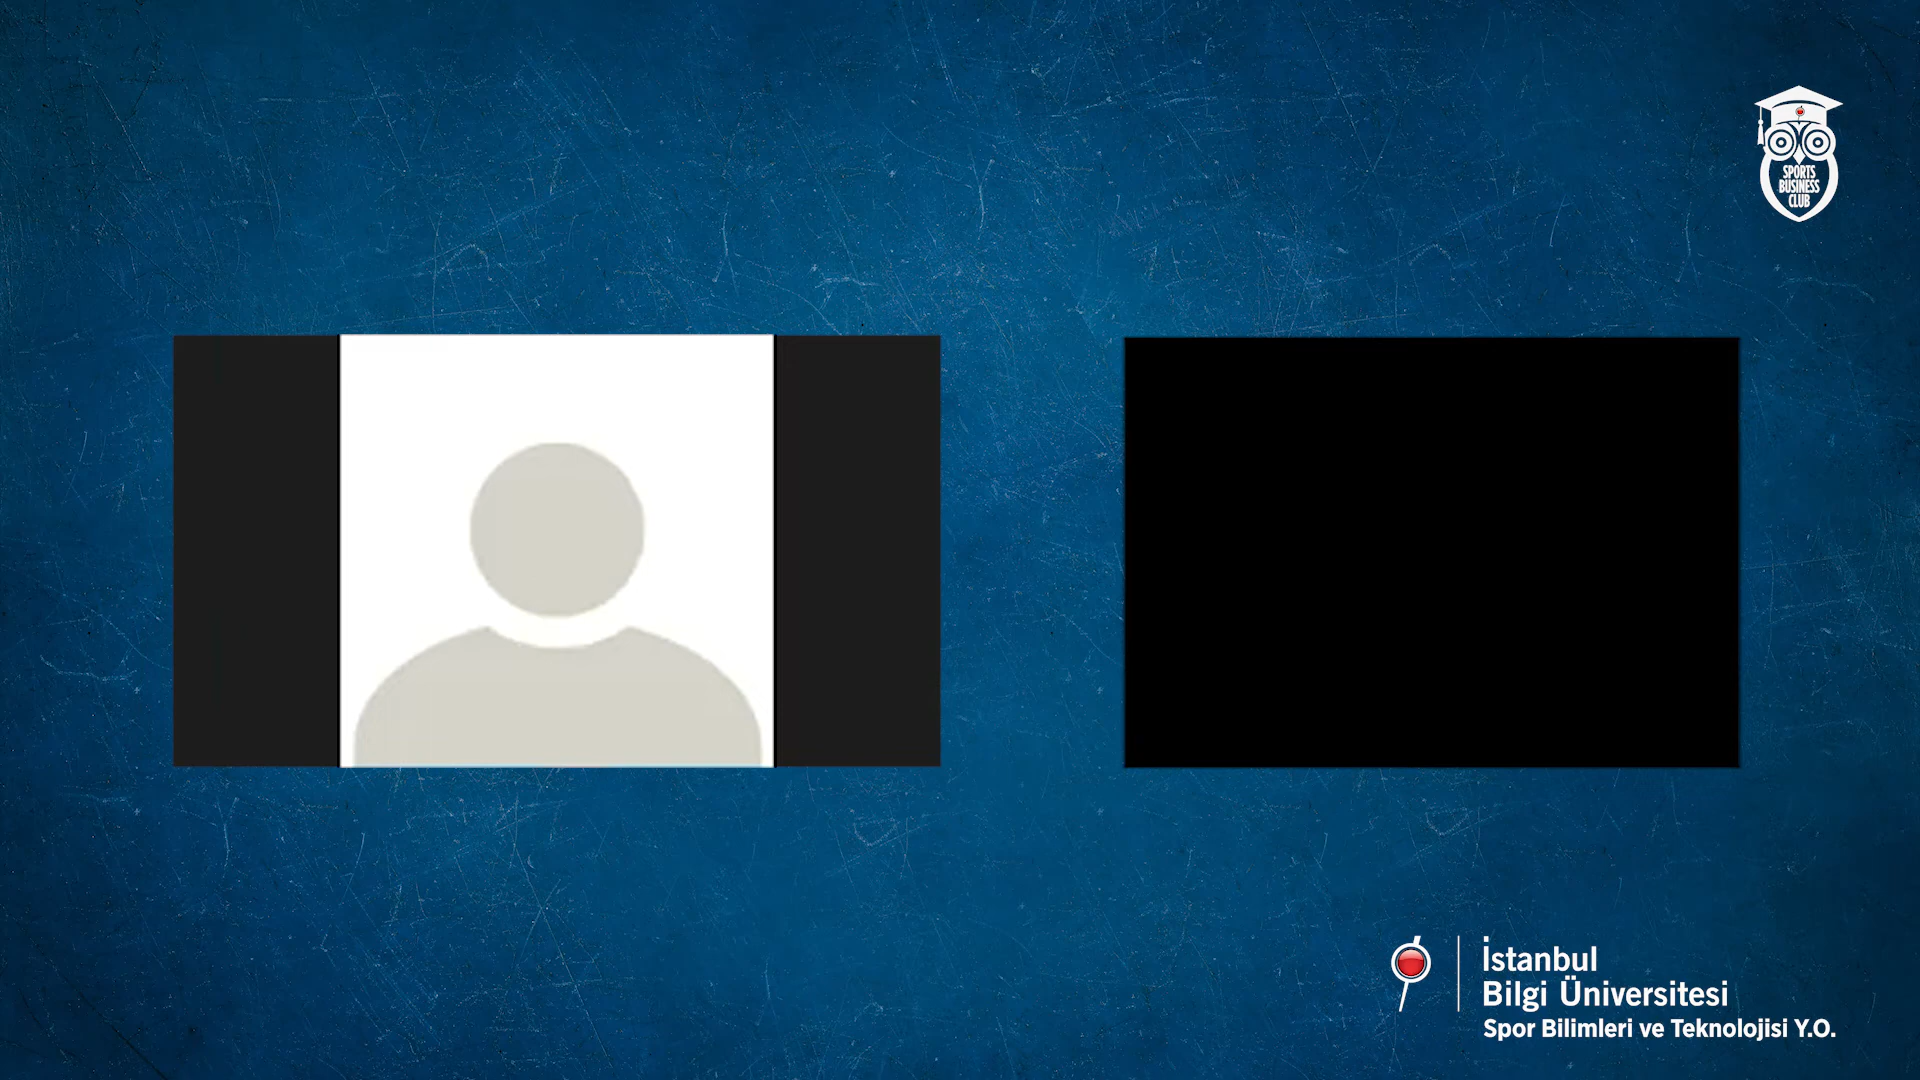 SPORTS
BUSINESS
CLUB
İstanbul
Bilgi Üniversitesi
Spor Bilimleri ve Teknolojisi Y.O.